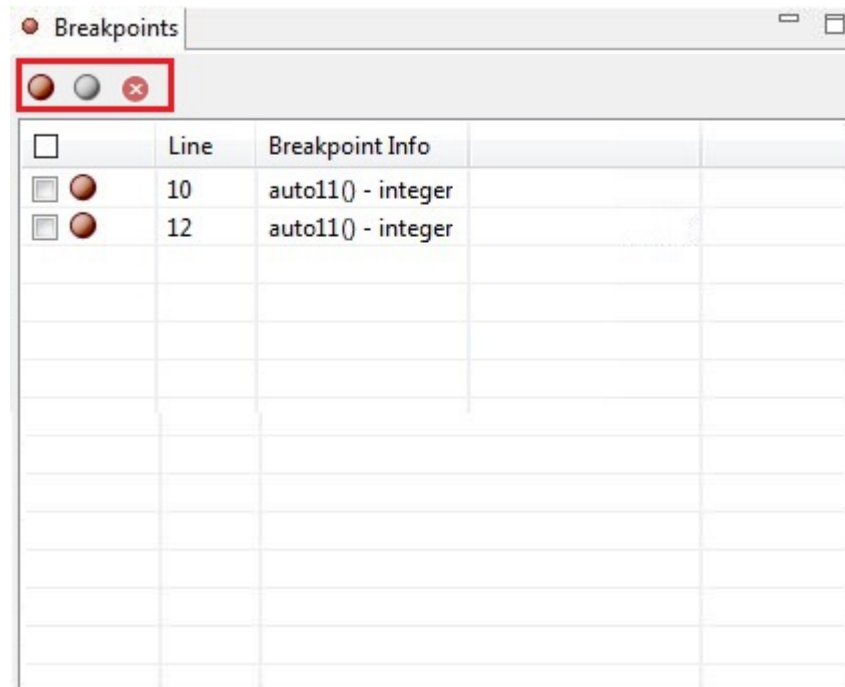 Breakpoints
Line Breakpoint Info
10 auto11() - integer
12 auto11() - integer